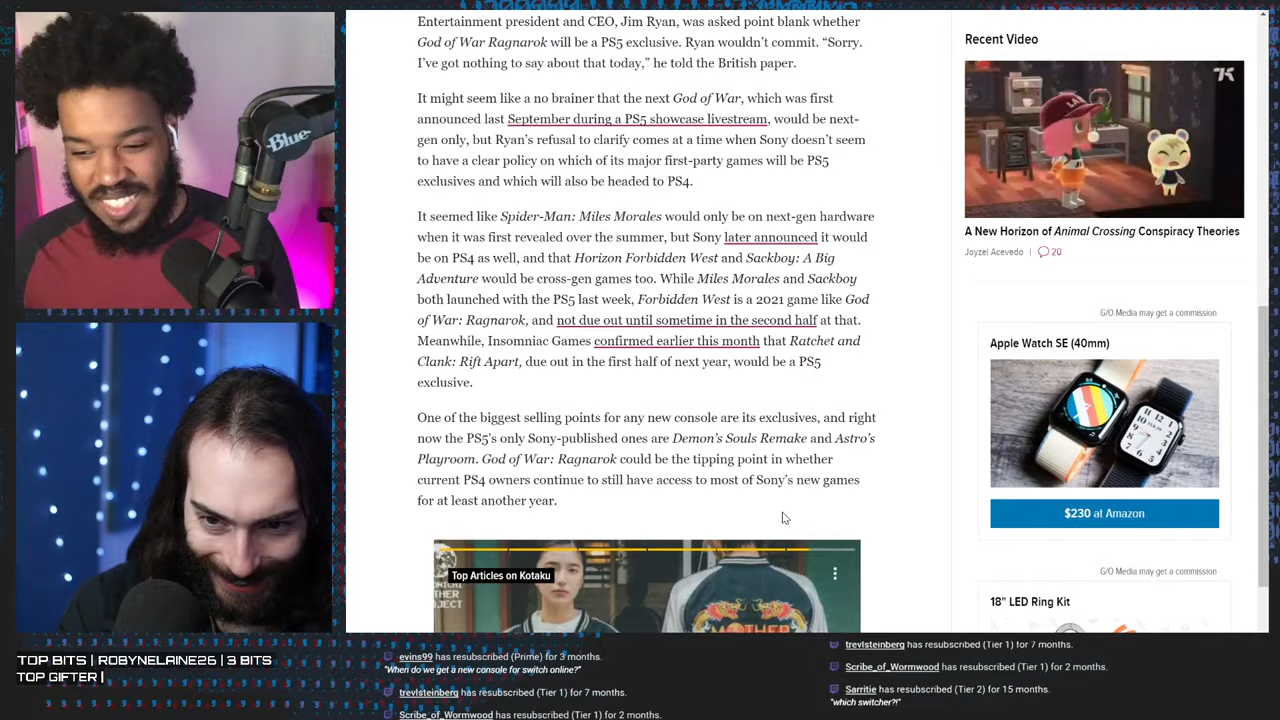 Entertainment president and CEO, Jim Ryan, was asked point blank whether
God of War Ragnarok will be a PS5 exclusive. Ryan wouldn't commit. “Sorry.
I've got nothing to say about that today,” he told the British paper.
It might seem like a no brainer that the next God of War, which was first
announced last September during a PS5 showcase livestream, would be next-
gen only, but Ryan's refusal to clarify comes at a time when Sony doesn't seem
to have a clear policy on which of its major first-party games will be PS5
exclusives and which will also be headed to PS4.
It seemed like Spider-Man: Miles Morales would only be on next-gen hardware
when it was first revealed over the summer, but Sony later announced it would
be on PS4 as well, and that Horizon Forbidden West and Sackboy: A Big
Adventure would be cross-gen games too. While Miles Morales and Sackboy
both launched with the PS5 last week, Forbidden West is a 2021 game like God
of War: Ragnarok, and not due out until sometime in the second half at that.
Meanwhile, Insomniac Games confirmed earlier this month that Ratchet and
Clank: Rift Apart, due out in the first half of next year, would be a PS5
exclusive.
One of the biggest selling points for any new console are its exclusives, and right
now the PS5's only Sony-published ones are Demon's Souls Remake and Astro's
Playroom. God of War: Ragnarok could be the tipping point in whether
current PS4 owners continue to still have access to most of Sony's new games
for at least another year.
Top Articles on Kotaku
MOTHER
Recent Video
A New Horizon of Animal Crossing Conspiracy Theories
Joyzel Acevedo | 20
G/O Media may get a commission
Apple Watch SE (40mm)
$230 at Amazon
G/O Media may get a commission
18" LED Ring Kit
Blue
TOP BITS | ROBYNELAINE26 | 3 BITS
TOP GIFTER |
evins99 has resubscribed (Prime) for 3 months.
"When do we get a new console for switch online?"
trevlsteinberg has resubscribed (Tier 1) for 7 months.
Scribe_of_Wormwood has resubscribed (Tier 1) for 2 months.
trevlsteinberg has resubscribed (Tier 1) for 7 months.
Scribe_of_Wormwood has resubscribed (Tier 1) for 2 months.
Sarritie has resubscribed (Tier 2) for 15 months.
"which switcher?!"